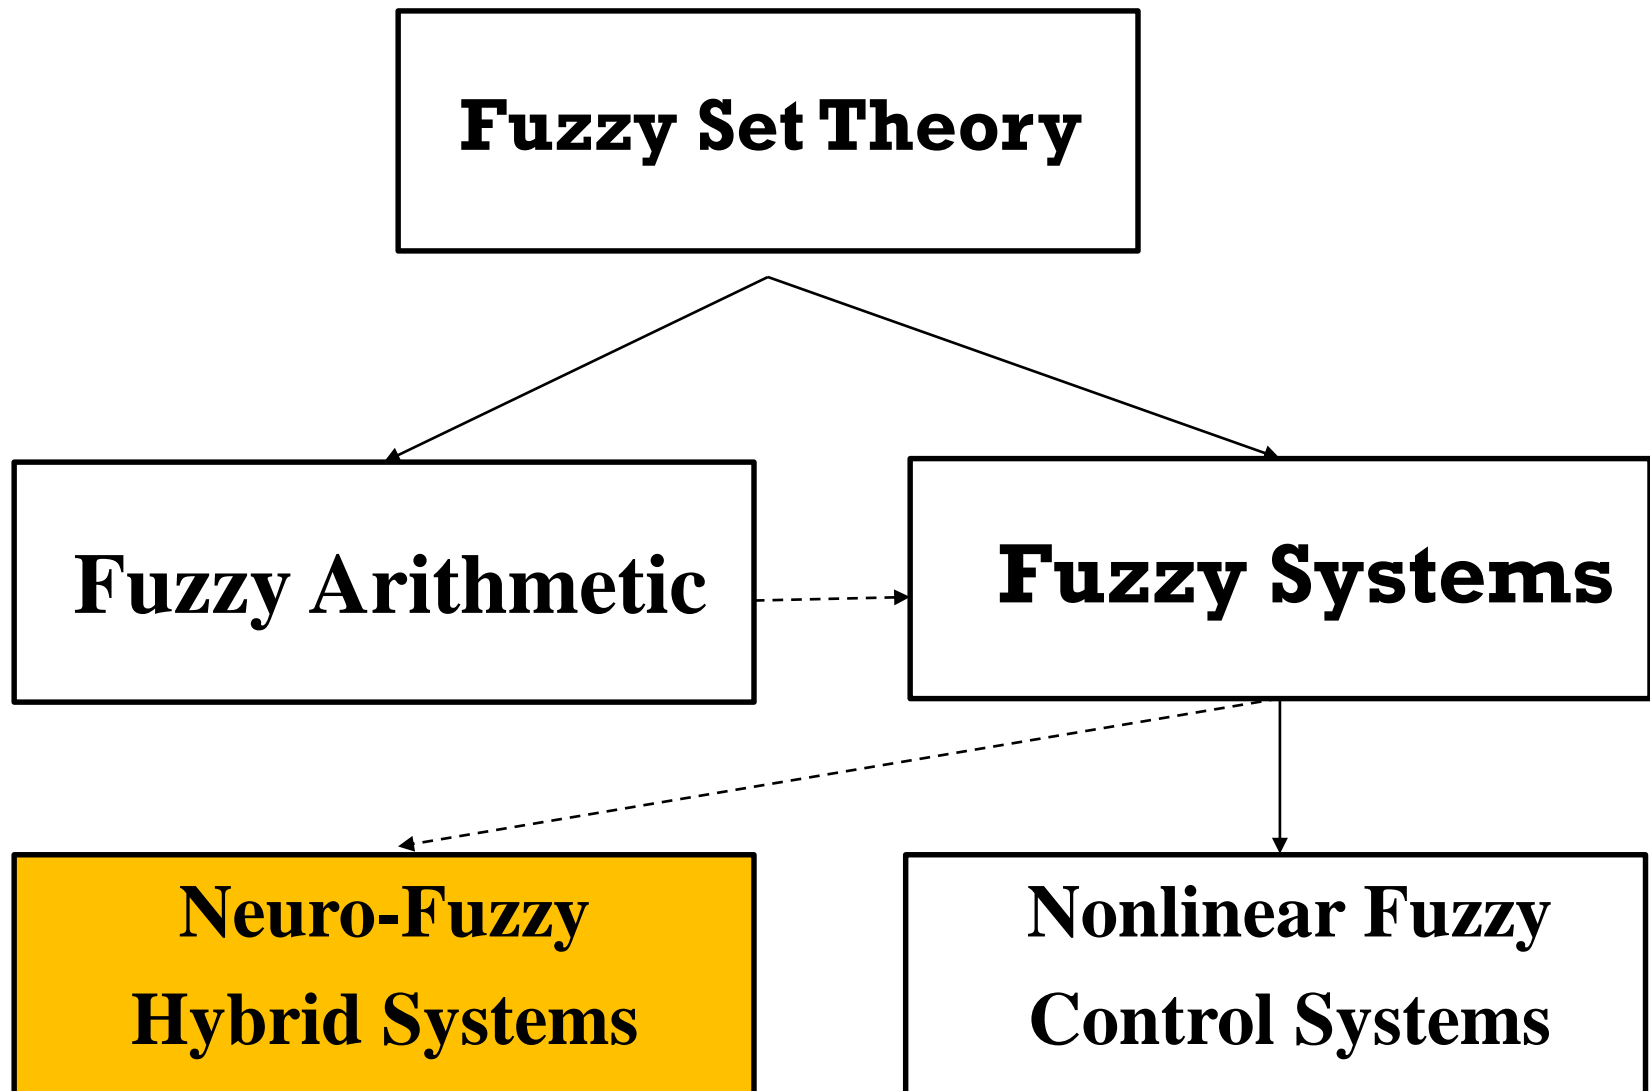 Fuzzy Set Theory
Fuzzy Arithmetic
Fuzzy Systems
Neuro-Fuzzy
Hybrid Systems
Nonlinear Fuzzy
Control Systems